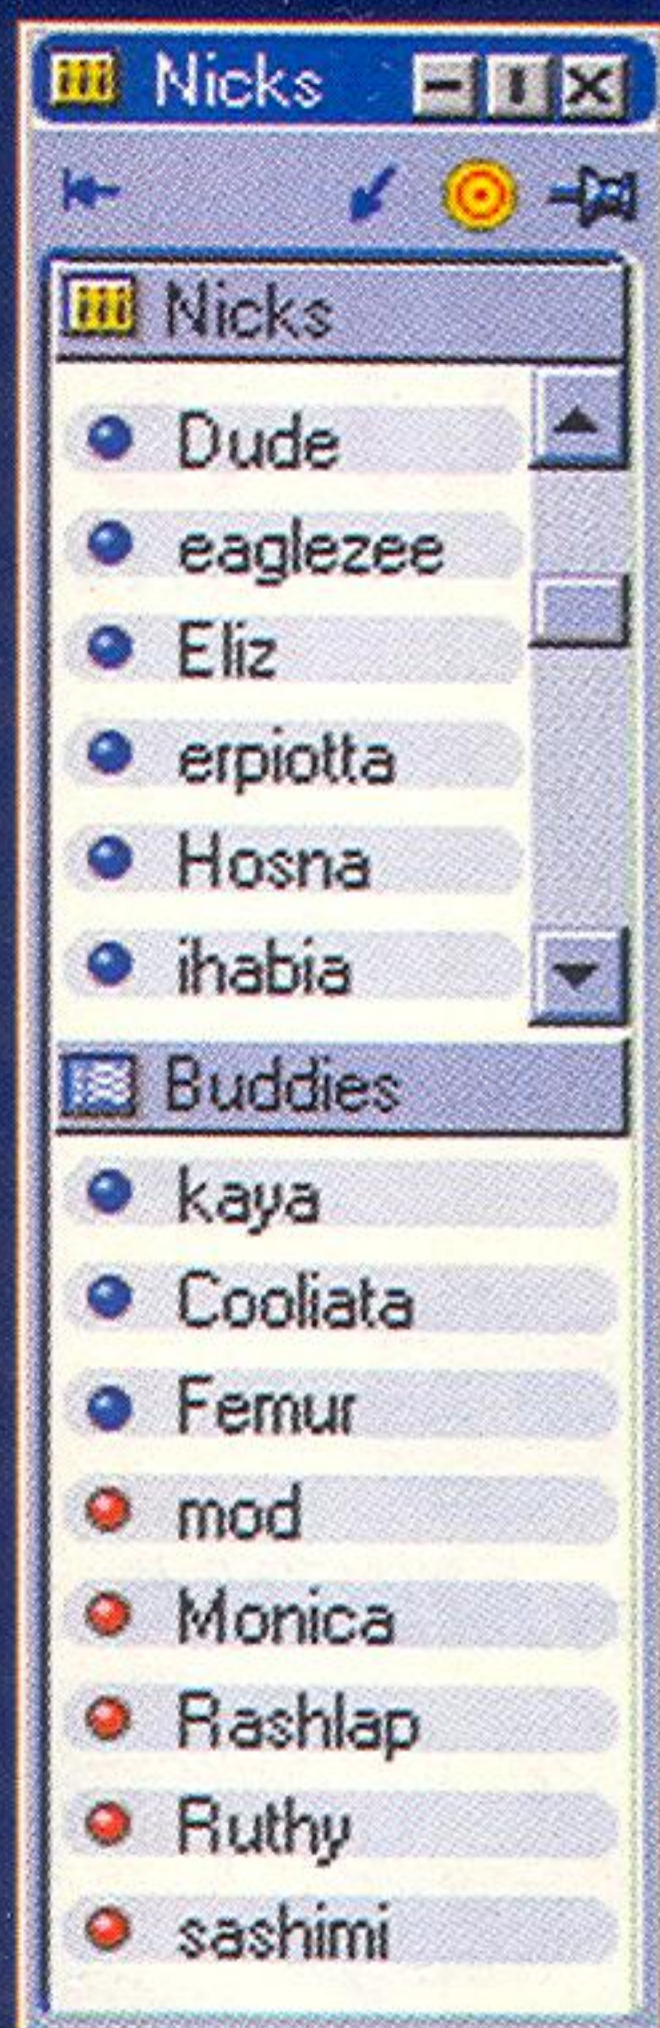 Nicks
Nicks
Dude
eaglezee
Eliz
erpiotta
Hosna
ihabia
Buddies
kaya
Cooliata
Femur
mod
Monica
Rashlap
Ruthy
sashimi